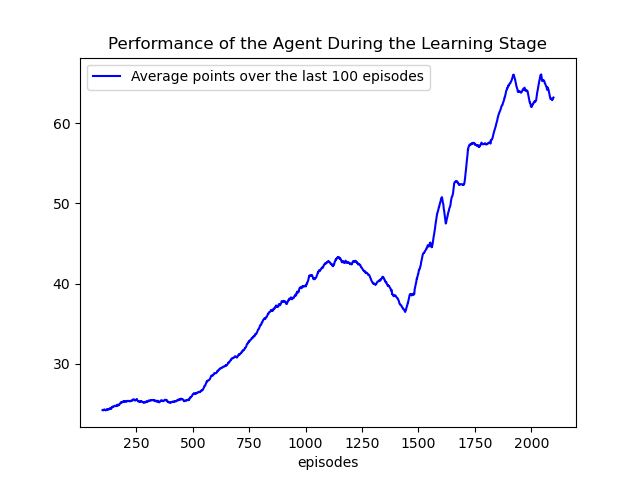 Performance of the Agent During the Learning Stage
Average points over the last 100 episodes
60
50
40
30
250 500 750 1000 1250 1500 1750 2000
episodes